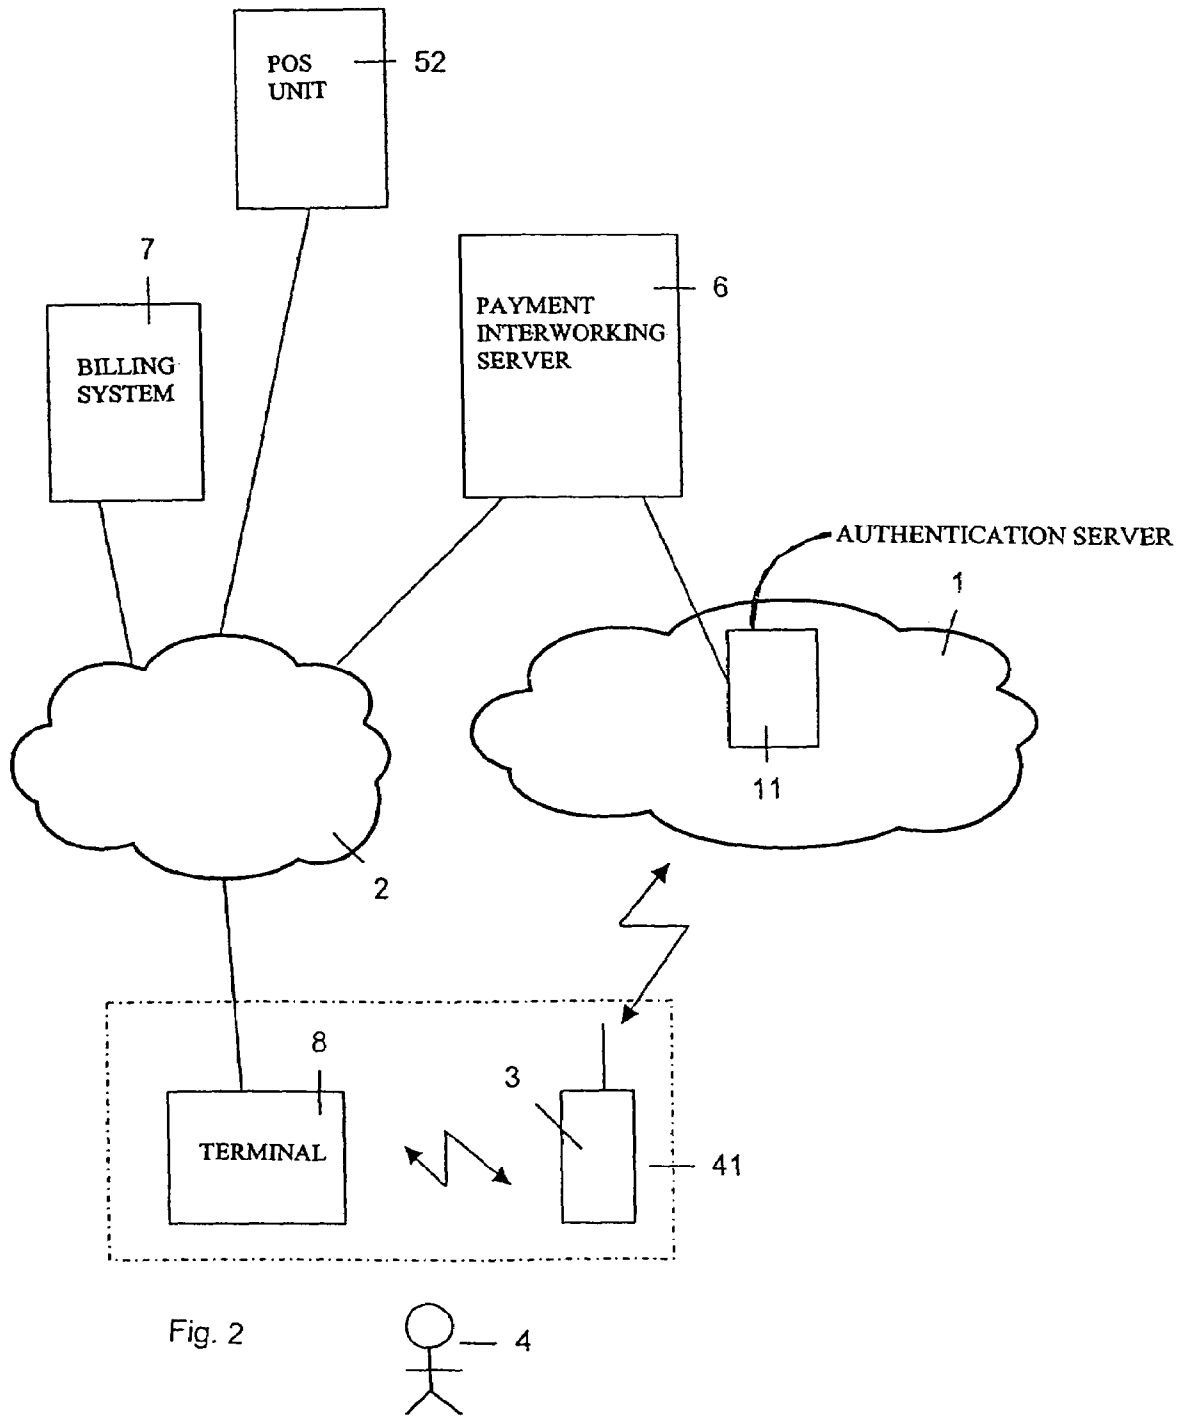 POS
UNIT
52
7
BILLING
SYSTEM
PAYMENT
INTERWORKING
SERVER
6
AUTHENTICATION SERVER
1
11
2
8
TERMINAL
3
41
Fig. 2
4